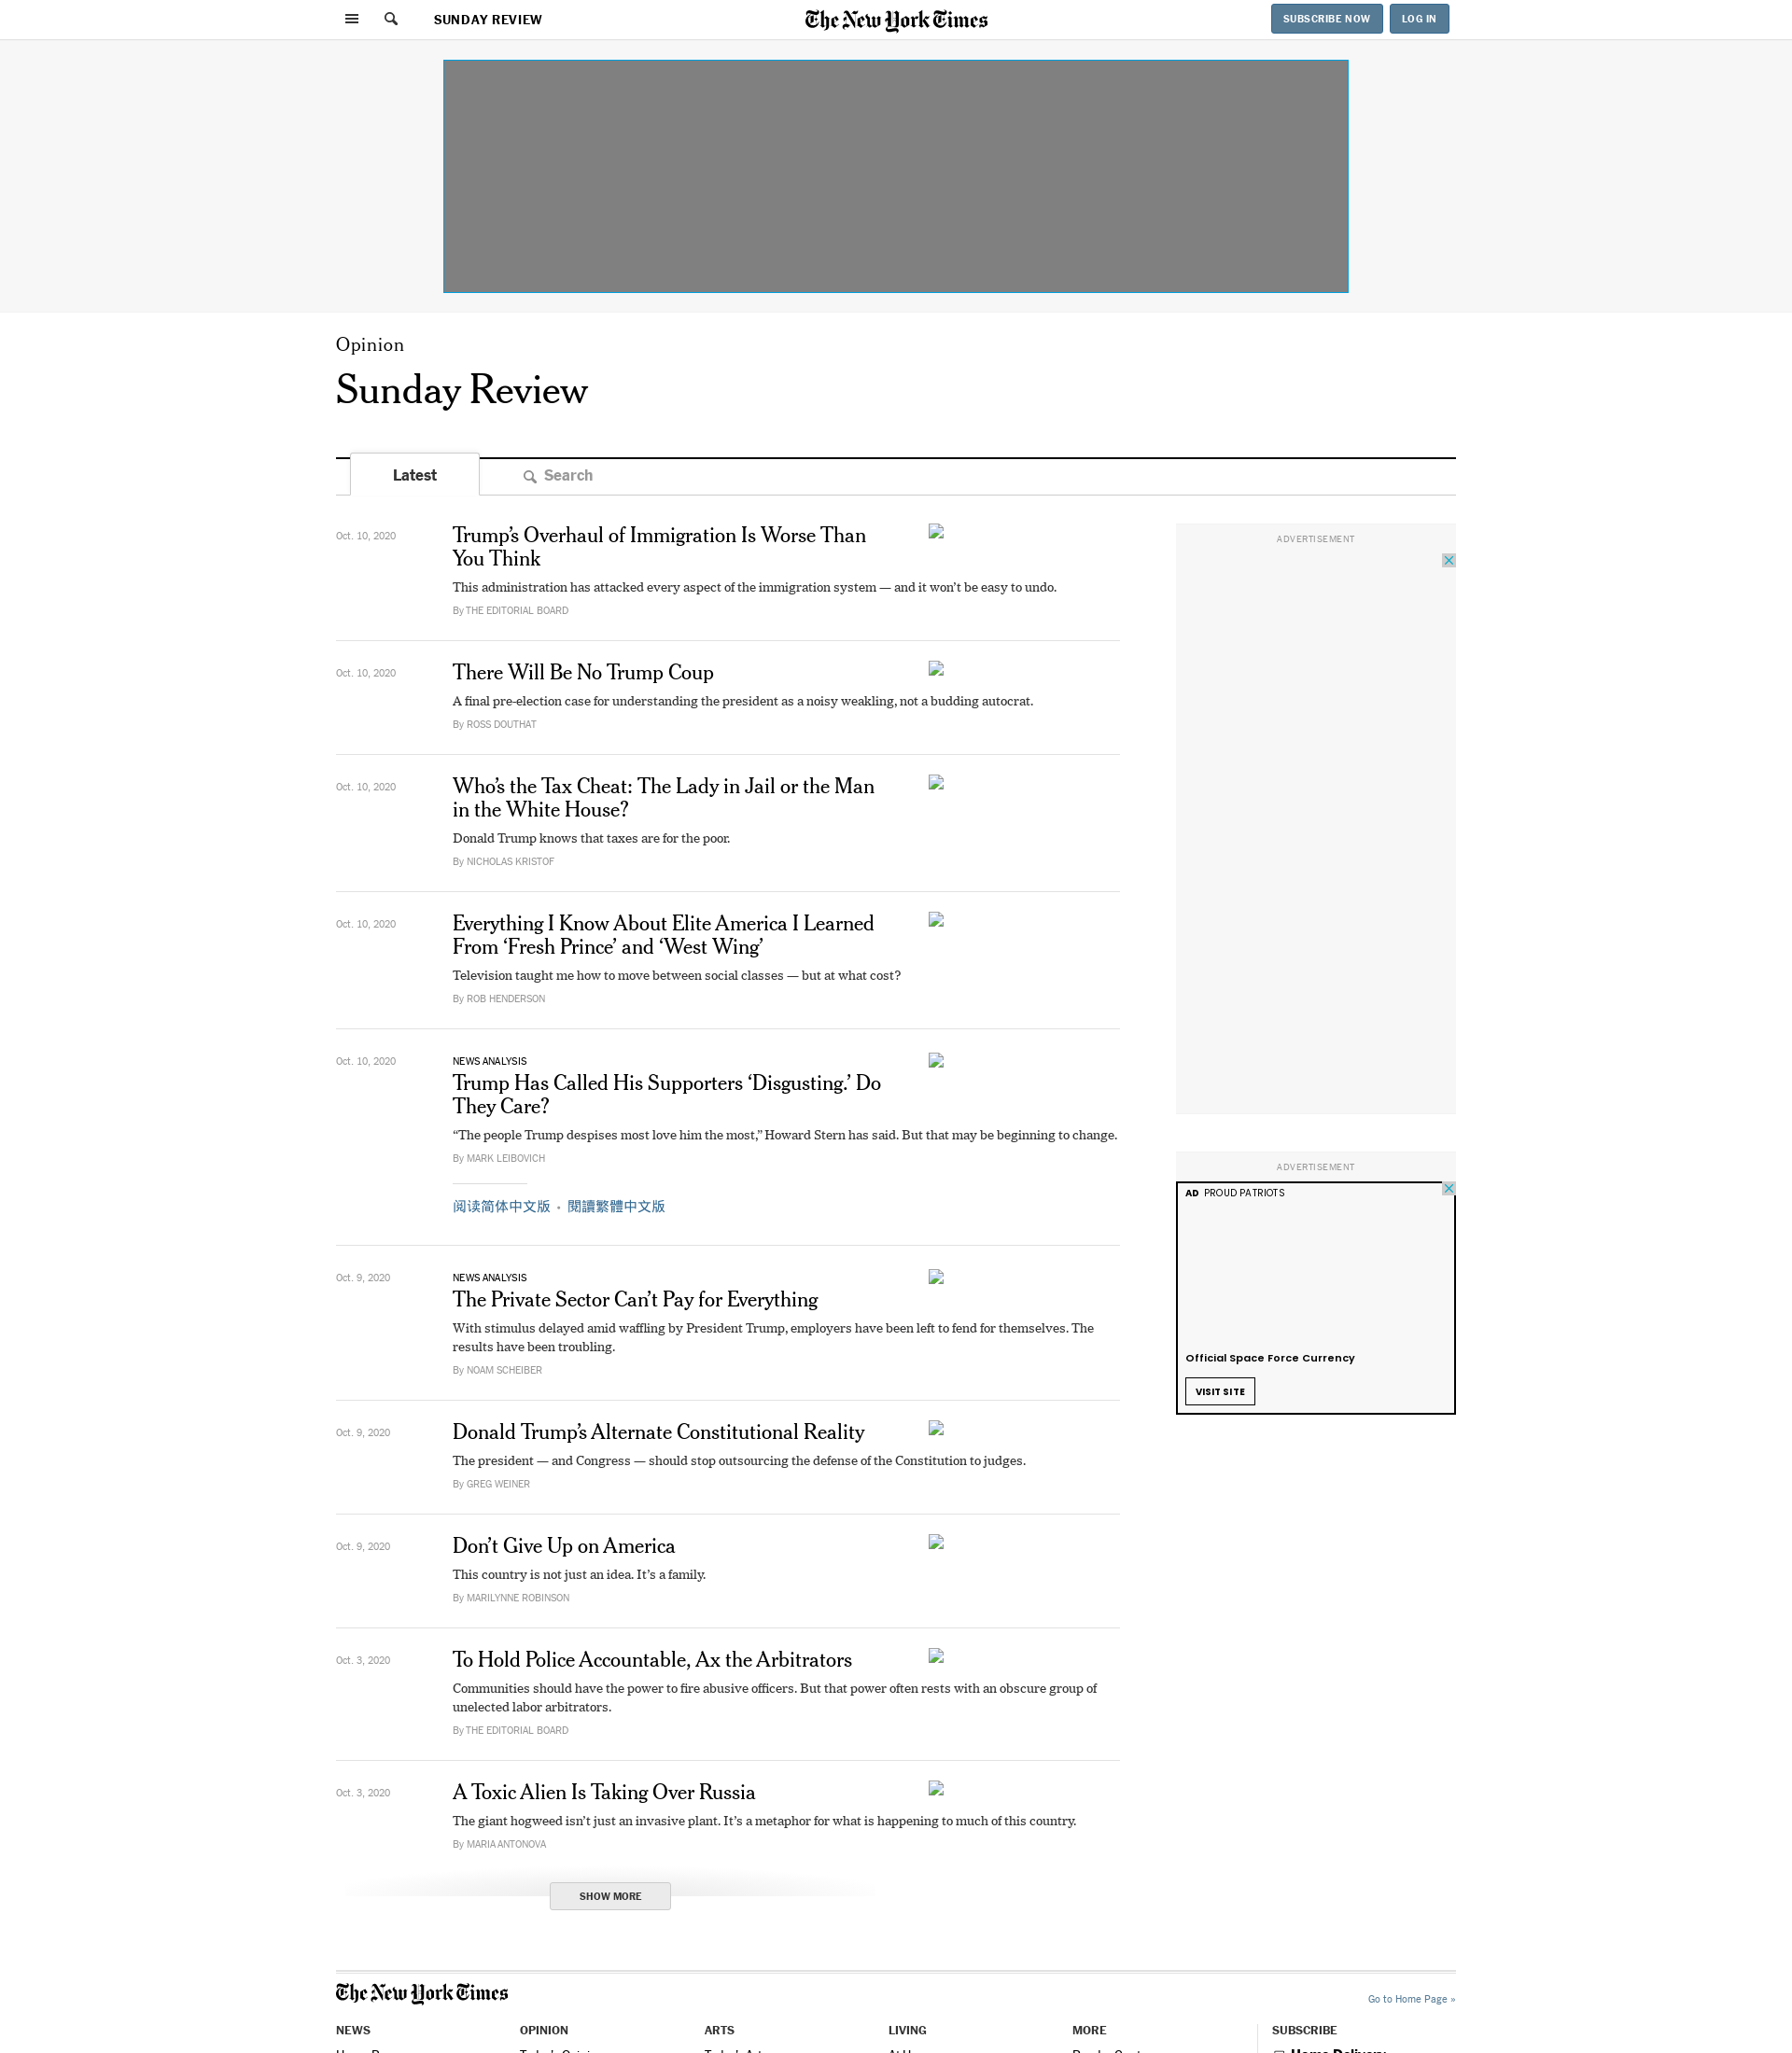 SUNDAY REVIEW
The New York Times
SUBSCRIBE NOW
LOG IN
Opinion
Sunday Review
Latest
Search
Oct. 10, 2020
Trump’s Overhaul of Immigration Is Worse Than
You Think
This administration has attacked every aspect of the immigration system — and it won’t be easy to undo.
By THE EDITORIAL BOARD
Oct. 10, 2020
There Will Be No Trump Coup
A final pre-election case for understanding the president as a noisy weakling, not a budding autocrat.
By ROSS DOUTHAT
Oct. 10, 2020
Who’s the Tax Cheat: The Lady in Jail or the Man
in the White House?
Donald Trump knows that taxes are for the poor.
By NICHOLAS KRISTOF
Oct. 10, 2020
Everything I Know About Elite America I Learned
From ‘Fresh Prince’ and ‘West Wing’
Television taught me how to move between social classes — but at what cost?
By ROB HENDERSON
Oct. 10, 2020
NEWS ANALYSIS
Trump Has Called His Supporters ‘Disgusting.’ Do
They Care?
“The people Trump despises most love him the most,” Howard Stern has said. But that may be beginning to change.
By MARK LEIBOVICH
阅读简体中文版 • 閱讀繁體中文版
Oct. 9, 2020
NEWS ANALYSIS
The Private Sector Can’t Pay for Everything
With stimulus delayed amid waffling by President Trump, employers have been left to fend for themselves. The
results have been troubling.
By NOAM SCHEIBER
Oct. 9, 2020
Donald Trump’s Alternate Constitutional Reality
The president — and Congress — should stop outsourcing the defense of the Constitution to judges.
By GREG WEINER
Oct. 9, 2020
Don’t Give Up on America
This country is not just an idea. It’s a family.
By MARILYNNE ROBINSON
Oct. 3, 2020
To Hold Police Accountable, Ax the Arbitrators
Communities should have the power to fire abusive officers. But that power often rests with an obscure group of
unelected labor arbitrators.
By THE EDITORIAL BOARD
Oct. 3, 2020
A Toxic Alien Is Taking Over Russia
The giant hogweed isn’t just an invasive plant. It’s a metaphor for what is happening to much of this country.
By MARIA ANTONOVA
SHOW MORE
ADVERTISEMENT
ADVERTISEMENT
AD PROUD PATRIOTS
Official Space Force Currency
VISIT SITE
The New York Times
Go to Home Page »
NEWS
OPINION
ARTS
LIVING
MORE
SUBSCRIBE